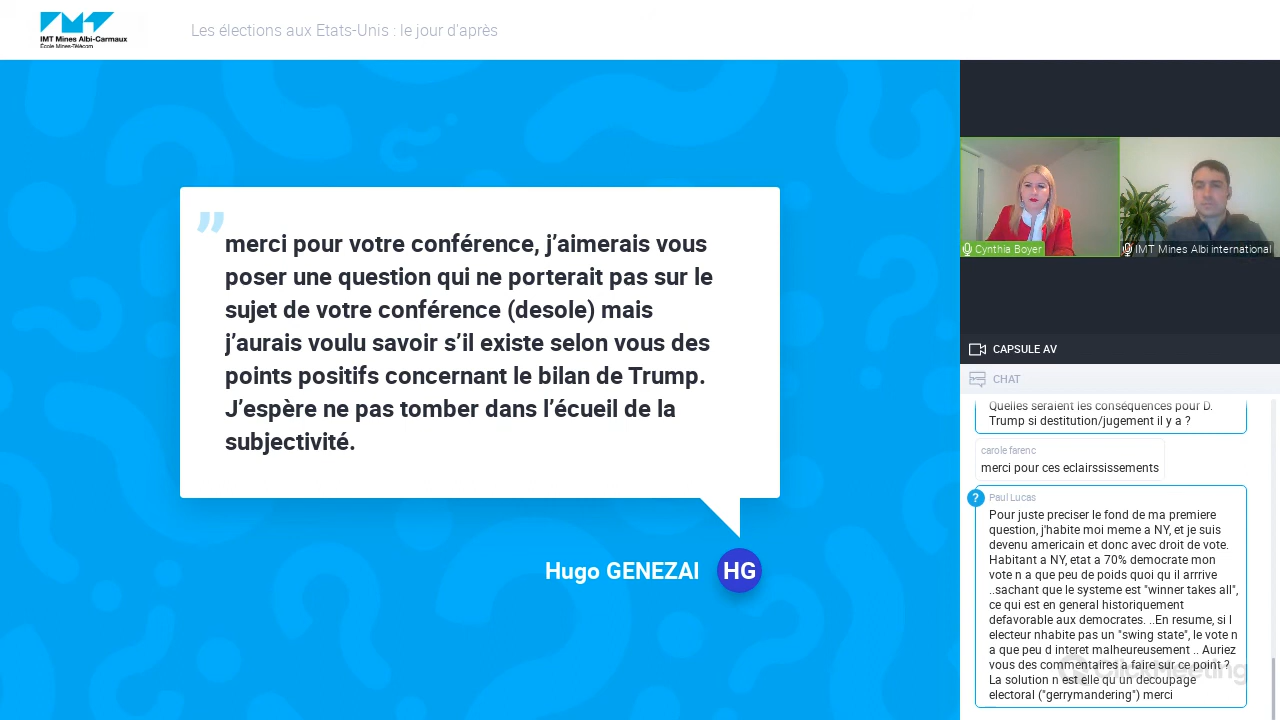 IMT Mines Albi-Carmaux
École Mines-Télécom
Les élections aux Etats-Unis : le jour d'après
”
merci pour votre conférence, j’aimerais vous
poser une question qui ne porterait pas sur le
sujet de votre conférence (desole) mais
j’aurais voulu savoir s’il existe selon vous des
points positifs concernant le bilan de Trump.
J’espère ne pas tomber dans l’écueil de la
subjectivité.
Hugo GENEZAI
HG
Cynthia Boyer
IMT Mines Albi international
CAPSULE AV
CHAT
Quelles seraient les conséquences pour D.
Trump si destitution/jugement il y a ?
carole farenc
merci pour ces eclairssissements
?
Paul Lucas
Pour juste preciser le fond de ma premiere
question, j'habite moi meme a NY, et je suis
devenu americain et donc avec droit de vote.
Habitant a NY, etat a 70% democrate mon
vote n a que peu de poids quoi qu il arrrive
..sachant que le systeme est "winner takes all",
ce qui est en general historiquement
defavorable aux democrates. ..En resume, si l
electeur nhabite pas un "swing state", le vote n
a que peu d interet malheureusement .. Auriez
vous des commentaires à faire sur ce point ?
La solution n est elle qu un decoupage
electoral ("gerrymandering") merci
ClickMeeting